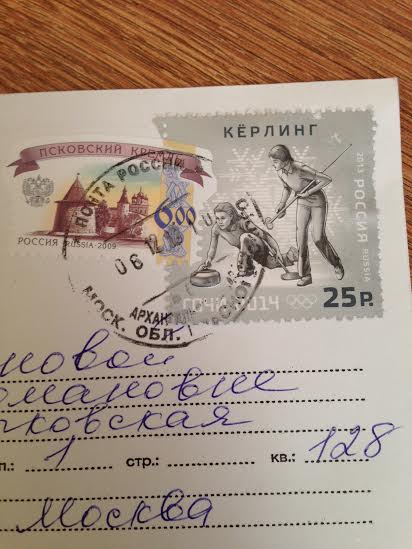 ПСКОВСКИЙ КРЕМЛЬ
6.00
РОССИЯ RUSSIA·2009
КЁРЛИНГ
2013 РОССИЯ RUSSIA
СОЧИ 2014
25Р.
ПОЧТА РОССИИ
06 12
МОСК. ОБЛ.
новой
мановне
ковская
п.: 1 стр.: кв.: 128
Москва